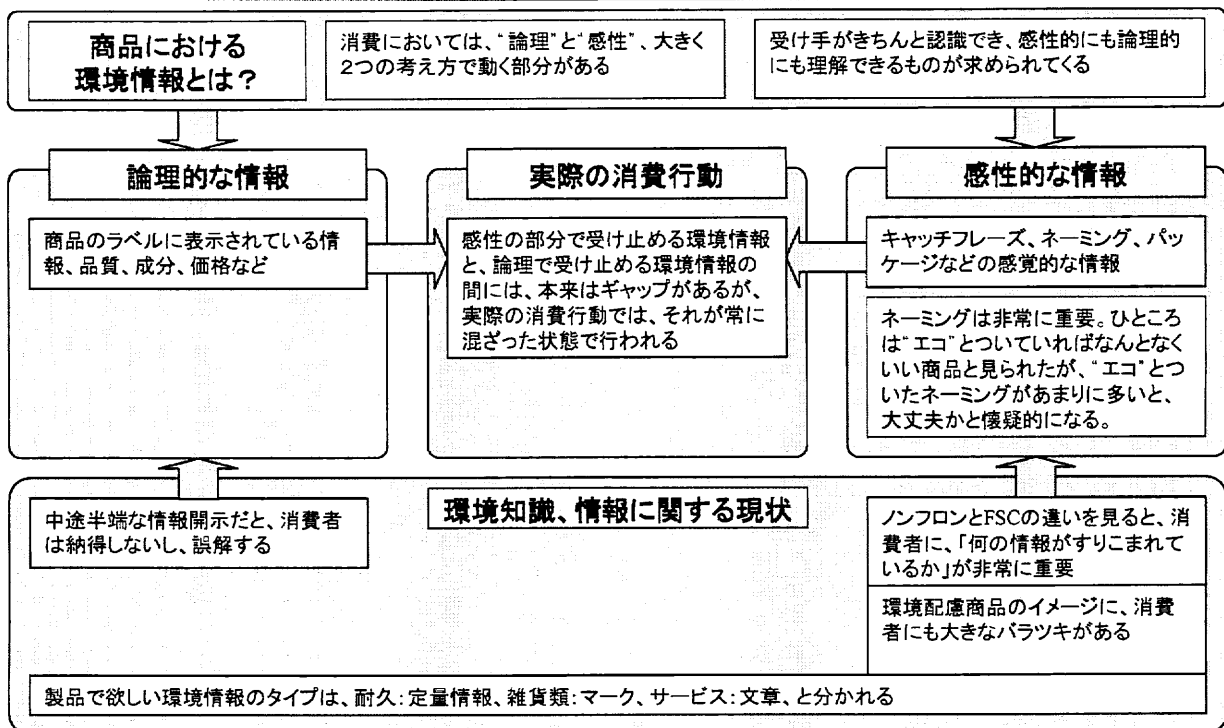 商品における
環境情報とは？
消費においては、“論理”と“感性”、大きく
２つの考え方で動く部分がある
受け手がきちんと認識でき、感性的にも論理的
にも理解できるものが求められてくる
論理的な情報
実際の消費行動
感性的な情報
商品のラベルに表示されている情
報、品質、成分、価格など
感性の部分で受け止める環境情報
と、論理で受け止める環境情報の
間には、本来はギャップがあるが、
実際の消費行動では、それが常に
混ざった状態で行われる
キャッチフレーズ、ネーミング、パッ
ケージなどの感覚的な情報
ネーミングは非常に重要。ひところ
は“エコ”とついていればなんとなく
いい商品と見られたが、“エコ”とつ
いたネーミングがあまりに多いと、
大丈夫かと懐疑的になる。
環境知識、情報に関する現状
中途半端な情報開示だと、消費者
は納得しないし、誤解する
ノンフロンとFSCの違いを見ると、消
費者に、「何の情報がすりこまれて
いるか」が非常に重要
環境配慮商品のイメージに、消費
者にも大きなバラツキがある
製品で欲しい環境情報のタイプは、耐久：定量情報、雑貨類：マーク、サービス：文章、と分かれる